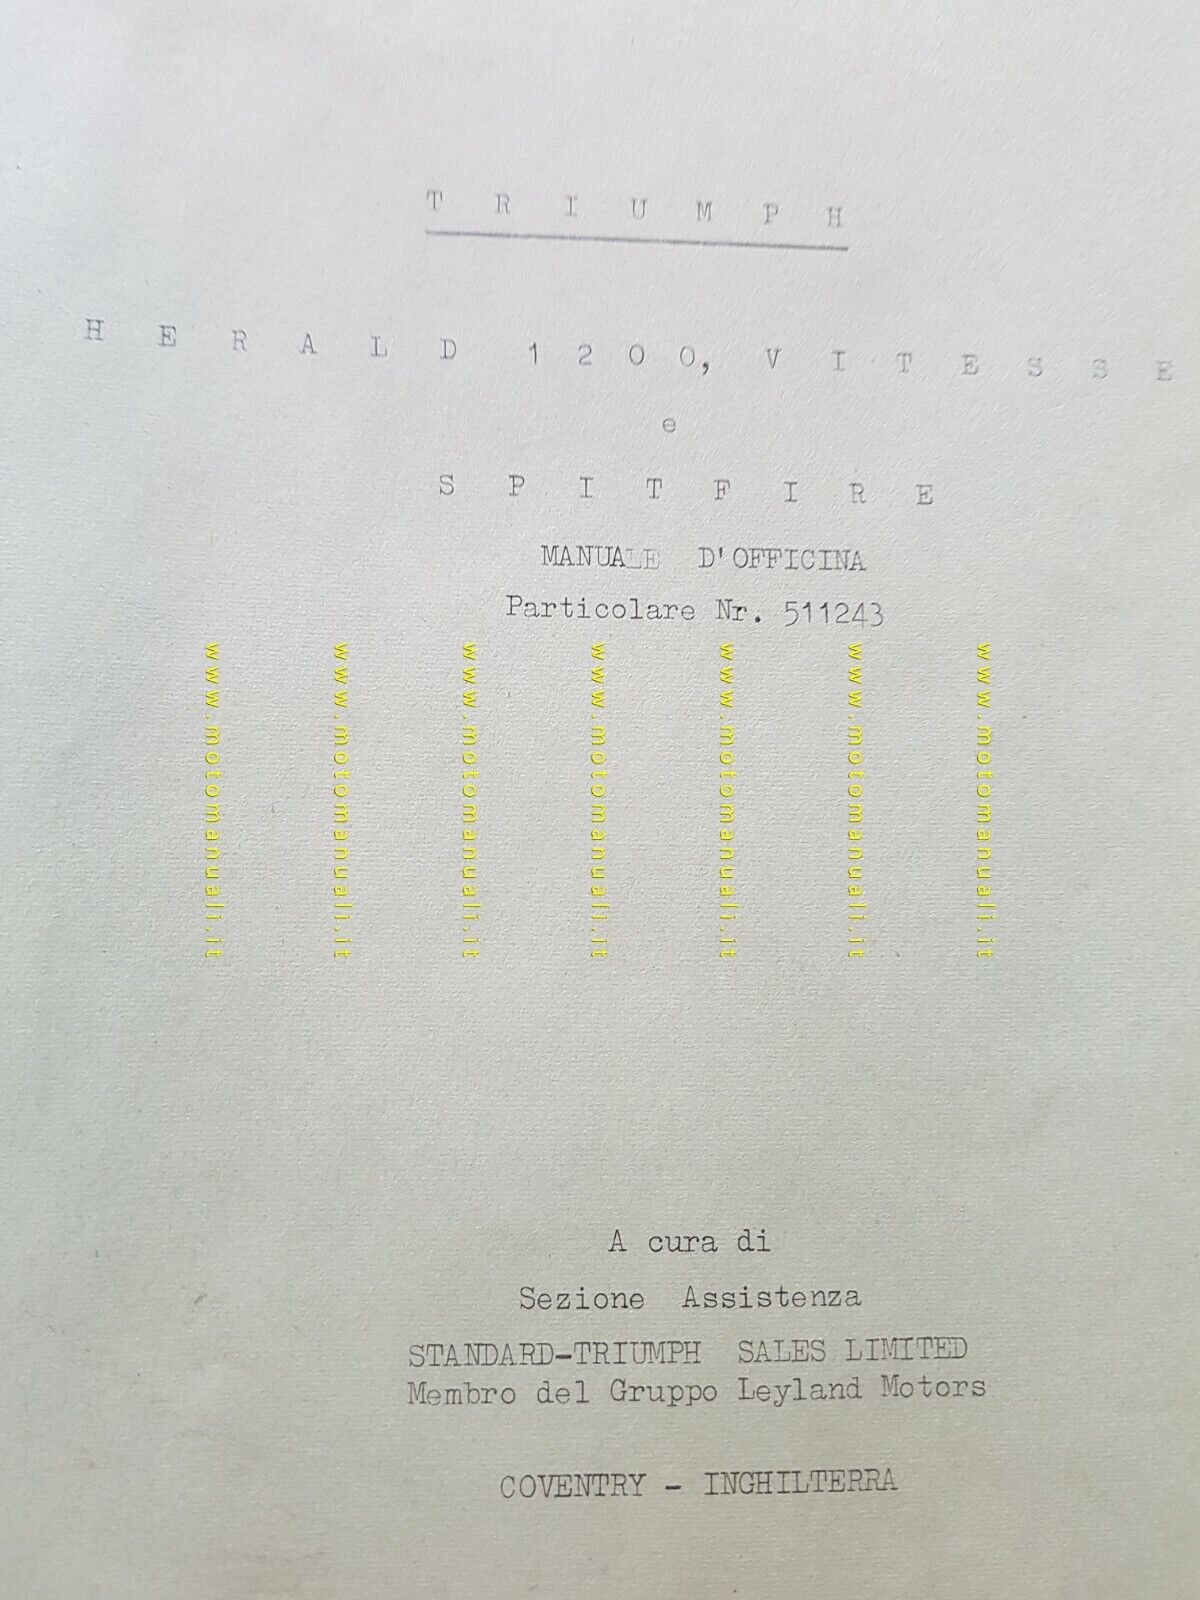 T R I U M P H
H E R A L D 1 2 0 0, V I T E S S E
e
S P I T F I R E
MANUALE D'OFFICINA
Particolare Nr. 511243
www.motomanuali.it
www.motomanuali.it
www.motomanuali.it
www.motomanuali.it
www.motomanuali.it
www.motomanuali.it
www.motomanuali.it
A cura di
Sezione Assistenza
STANDARD-TRIUMPH SALES LIMITED
Membro del Gruppo Leyland Motors
COVENTRY - INGHILTERRA